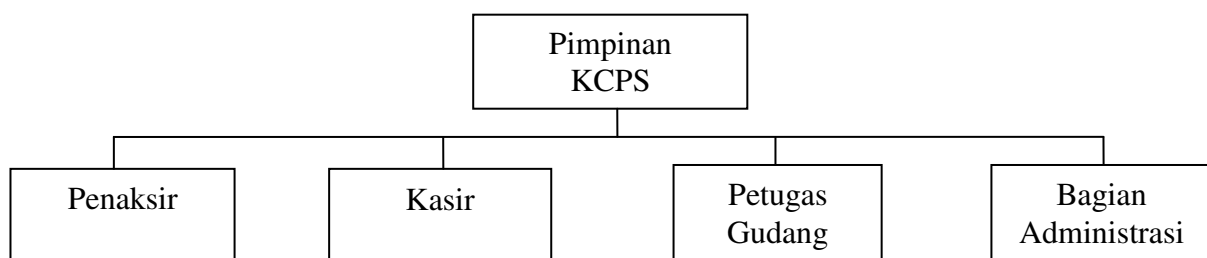 Pimpinan
KCPS
Penaksir
Kasir
Petugas
Gudang
Bagian
Administrasi